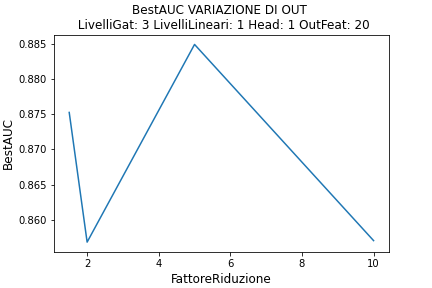 BestAUC VARIAZIONE DI OUT
LivelliGat: 3 LivelliLineari: 1 Head: 1 OutFeat: 20
0.885
0.880
0.875
0.870
0.865
0.860
BestAUC
2 4 6 8 10
FattoreRiduzione